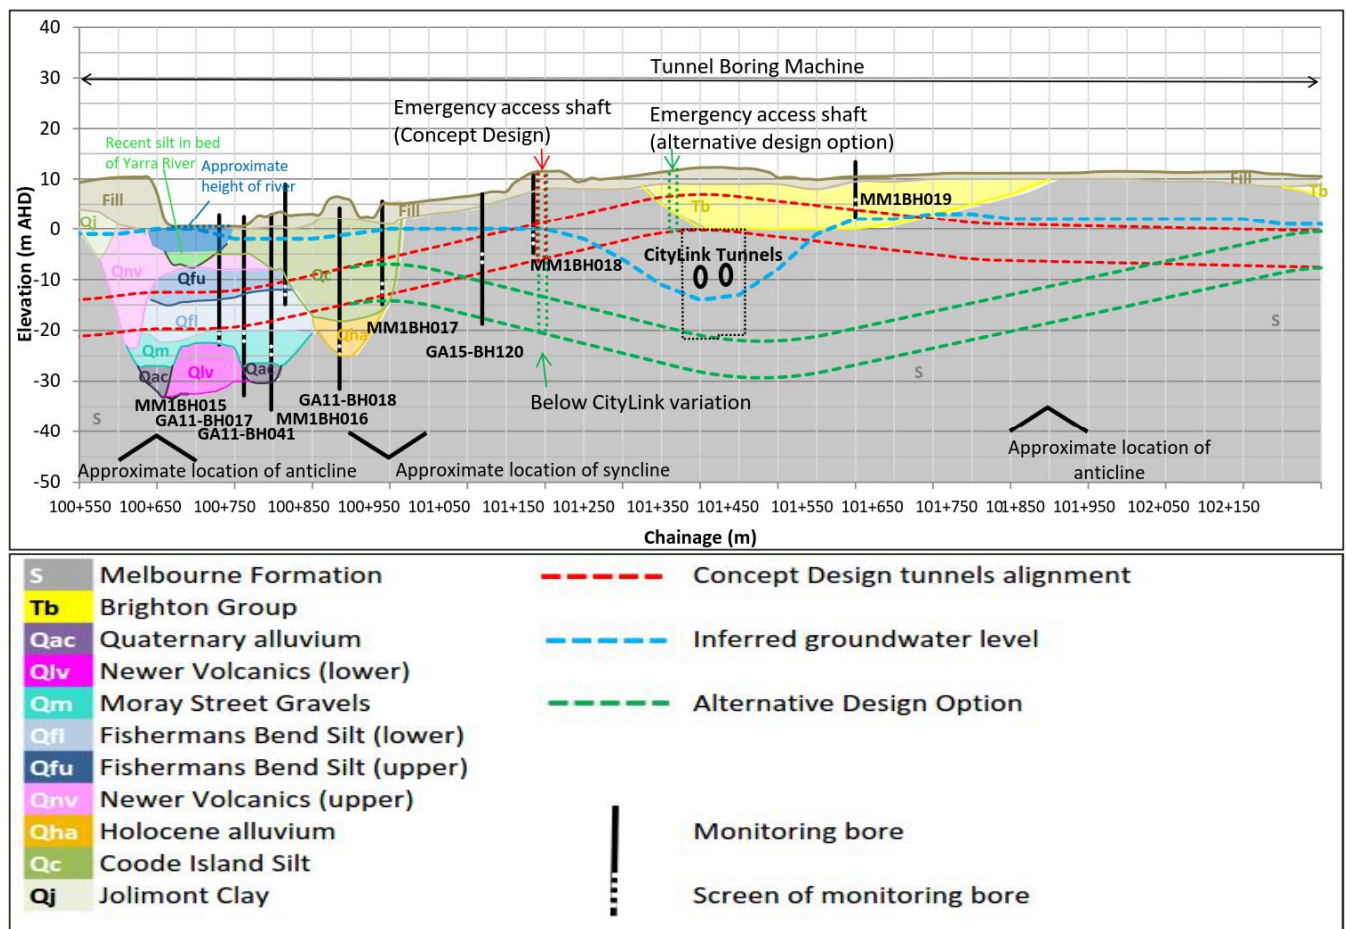 40
30
20
10
0
-10
-20
-30
-40
-50
Elevation (m AHD)
Tunnel Boring Machine
Emergency access shaft
(Concept Design)
Emergency access shaft
(alternative design option)
Recent silt in bed
of Yarra River
Approximate
height of river
Fill
Qj
Qnv
Qfu
Qfl
Qm
Qac
Qlv
Qac
Qc
Qha
Fill
Tb
Fill
Tb
MM1BH019
CityLink Tunnels
MM1BH018
MM1BH017
GA15-BH120
GA11-BH018
MM1BH015
GA11-BH017
MM1BH016
GA11-BH041
S
S
S
Below CityLink variation
Approximate location of anticline
Approximate location of syncline
Approximate location of
anticline
100+550 100+650 100+750 100+850 100+950 101+050 101+150 101+250 101+350 101+450 101+550 101+650 101+750 101+850 101+950 102+050 102+150
Chainage (m)
S Melbourne Formation
Tb Brighton Group
Qac Quaternary alluvium
Qlv Newer Volcanics (lower)
Qm Moray Street Gravels
Qfl Fishermans Bend Silt (lower)
Qfu Fishermans Bend Silt (upper)
Qnv Newer Volcanics (upper)
Qha Holocene alluvium
Qc Coode Island Silt
Qj Jolimont Clay
Concept Design tunnels alignment
Inferred groundwater level
Alternative Design Option
Monitoring bore
Screen of monitoring bore